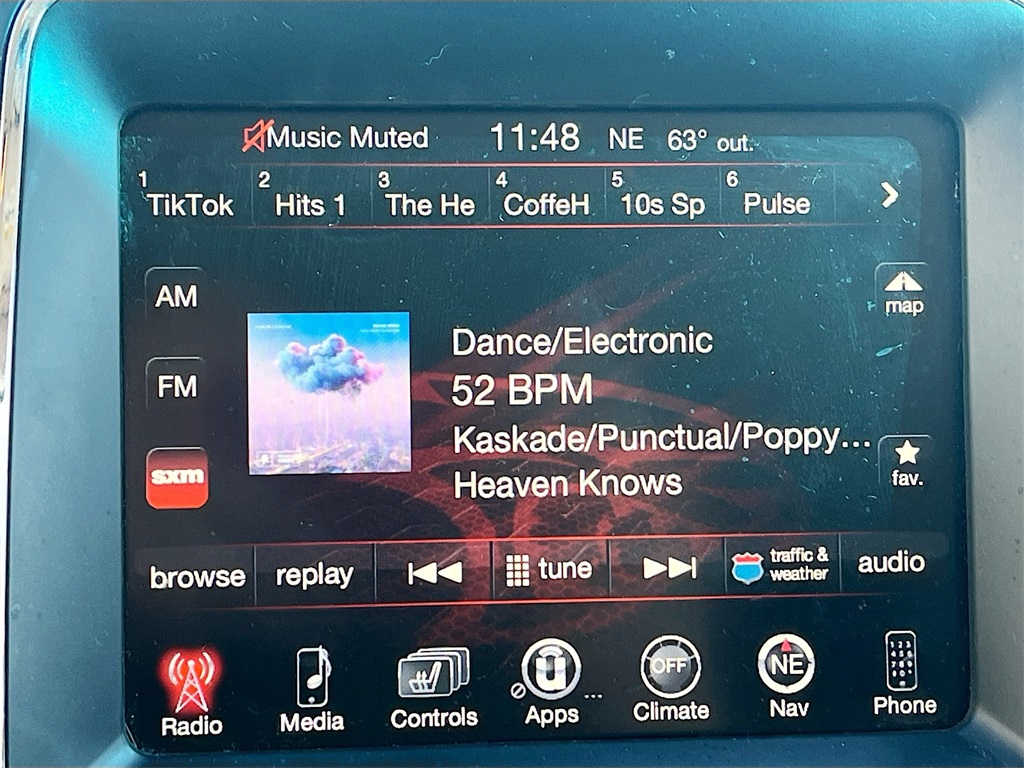 Music Muted 11:48 NE 63° out.
1 TikTok 2 Hits 1 3 The He 4 CoffeH 5 10s Sp 6 Pulse
AM
map
Dance/Electronic
FM
52 BPM
Kaskade/Punctual/Poppy...
sxm
fav.
Heaven Knows
browse replay tune traffic & weather audio
OFF NE
Radio Media Controls Apps ... Climate Nav Phone